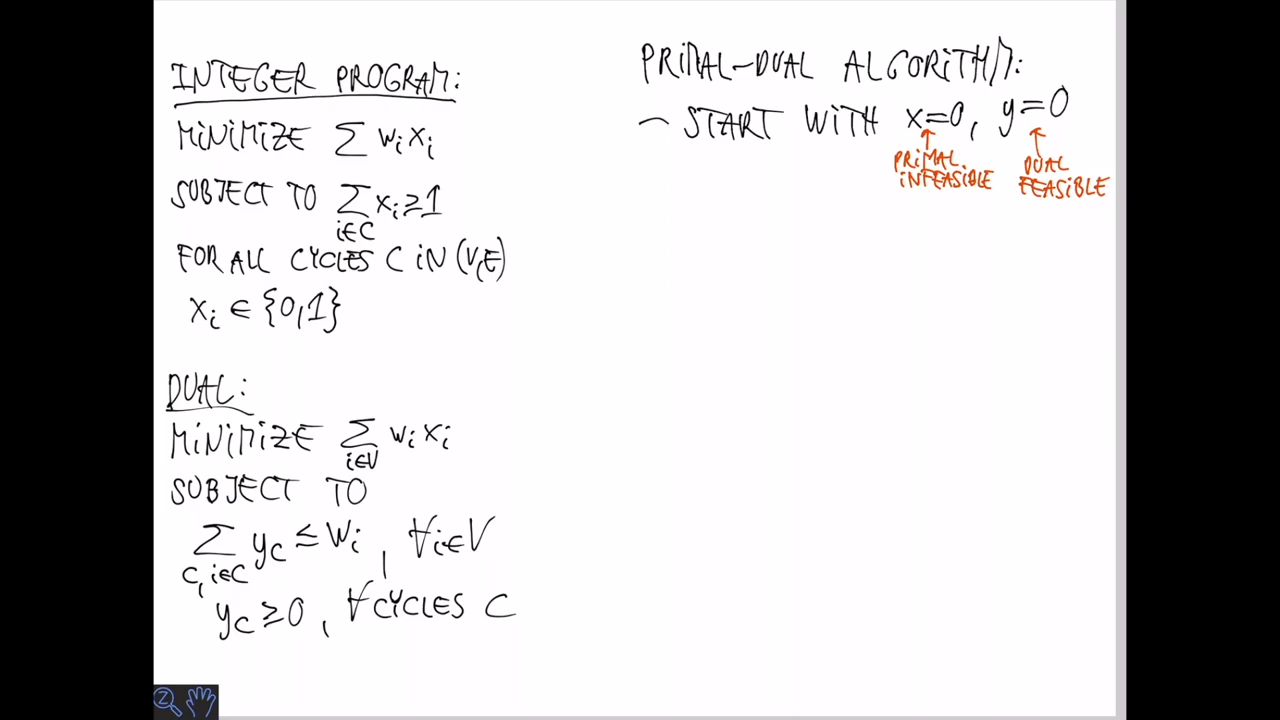 INTEGER PROGRAM:
MINIMIZE ∑ wᵢxᵢ
SUBJECT TO ∑ xᵢ≥1
i∈C
FOR ALL CYCLES C IN (V,E)
xᵢ ∈ {0,1}
DUAL:
MINIMIZE ∑ wᵢxᵢ
i∈V
SUBJECT TO
∑ y_C ≤ wᵢ, ∀i∈V
C, i∈C
y_C ≥ 0, ∀ CYCLES C
PRIMAL-DUAL ALGORITHM:
- START WITH x=0, y=0
PRIMAL INFEASIBLE
DUAL FEASIBLE
Z